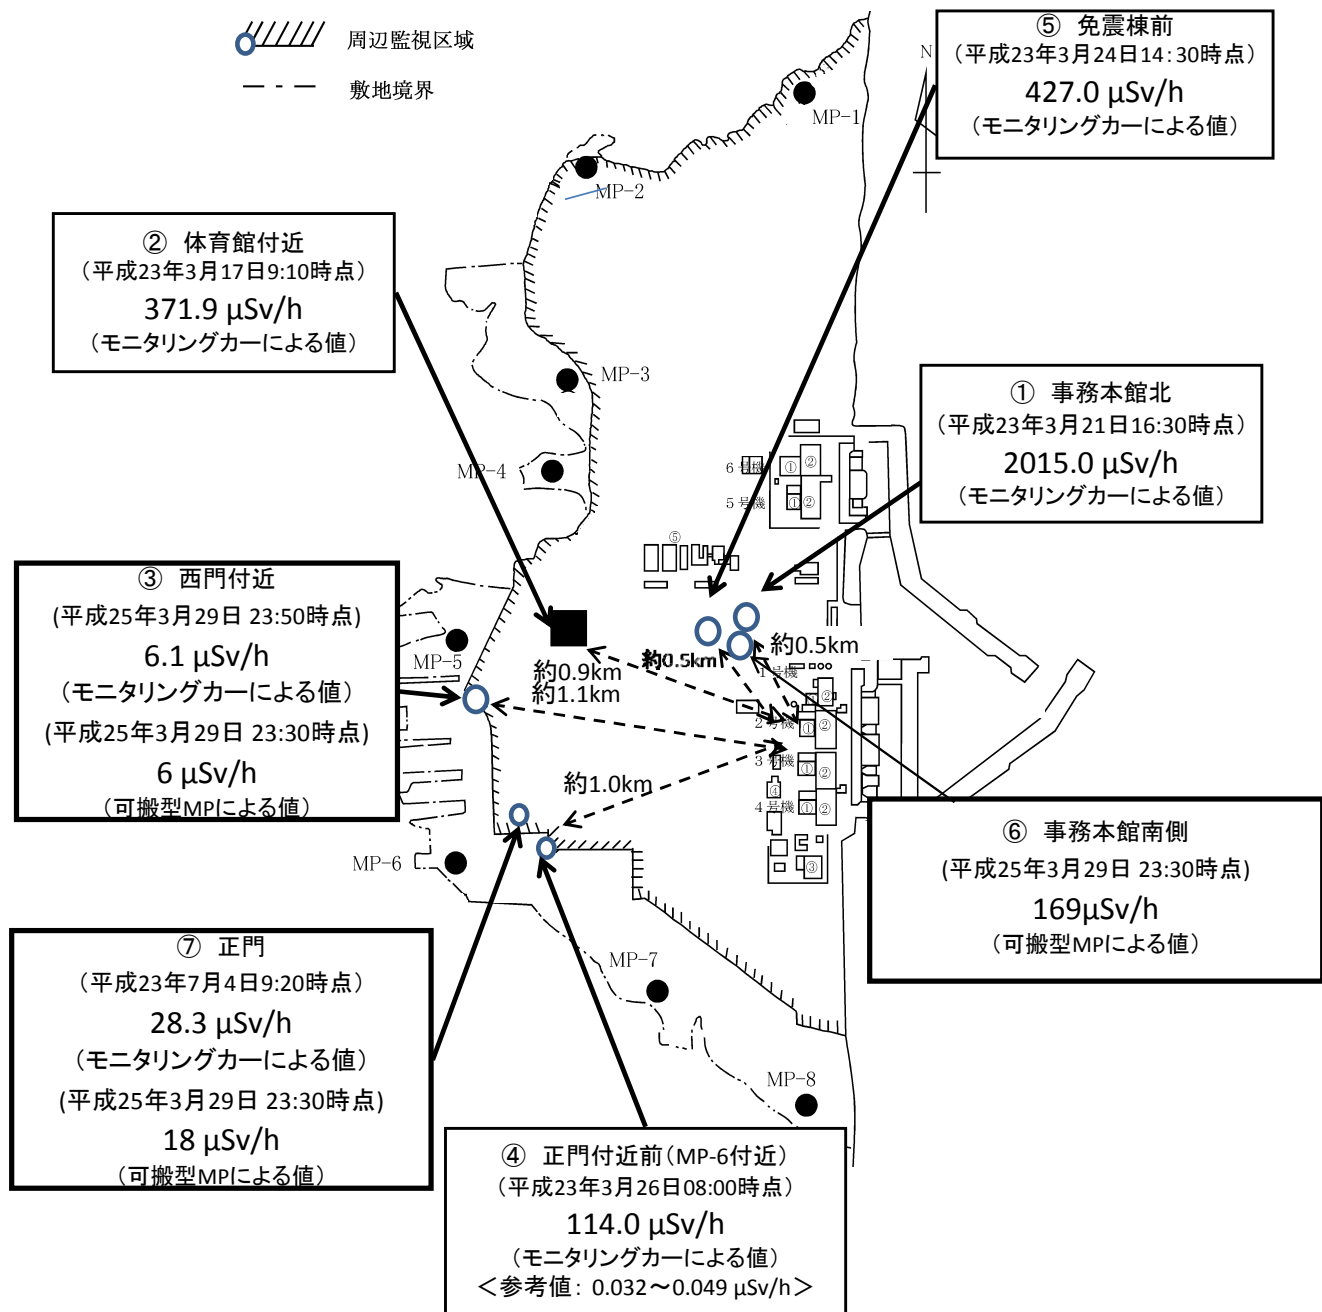 周辺監視区域
敷地境界
⑤ 免震棟前
(平成23年3月24日14:30時点)
427.0 μSv/h
(モニタリングカーによる値)
N
MP-1
MP-2
② 体育館付近
(平成23年3月17日9:10時点)
371.9 μSv/h
(モニタリングカーによる値)
MP-3
① 事務本館北
(平成23年3月21日16:30時点)
2015.0 μSv/h
(モニタリングカーによる値)
MP-4
6号機
① ②
5号機
① ②
⑤
③ 西門付近
(平成25年3月29日 23:50時点)
6.1 μSv/h
(モニタリングカーによる値)
(平成25年3月29日 23:30時点)
6 μSv/h
(可搬型MPによる値)
MP-5
約0.9km
約1.1km
約0.5km
約0.5km
1号機
②
2号機
① ②
3号機
① ②
④
4号機
① ②
③
約1.0km
MP-6
⑥ 事務本館南側
(平成25年3月29日 23:30時点)
169μSv/h
(可搬型MPによる値)
⑦ 正門
(平成23年7月4日9:20時点)
28.3 μSv/h
(モニタリングカーによる値)
(平成25年3月29日 23:30時点)
18 μSv/h
(可搬型MPによる値)
MP-7
MP-8
④ 正門付近前(MP-6付近)
(平成23年3月26日08:00時点)
114.0 μSv/h
(モニタリングカーによる値)
<参考値: 0.032~0.049 μSv/h>